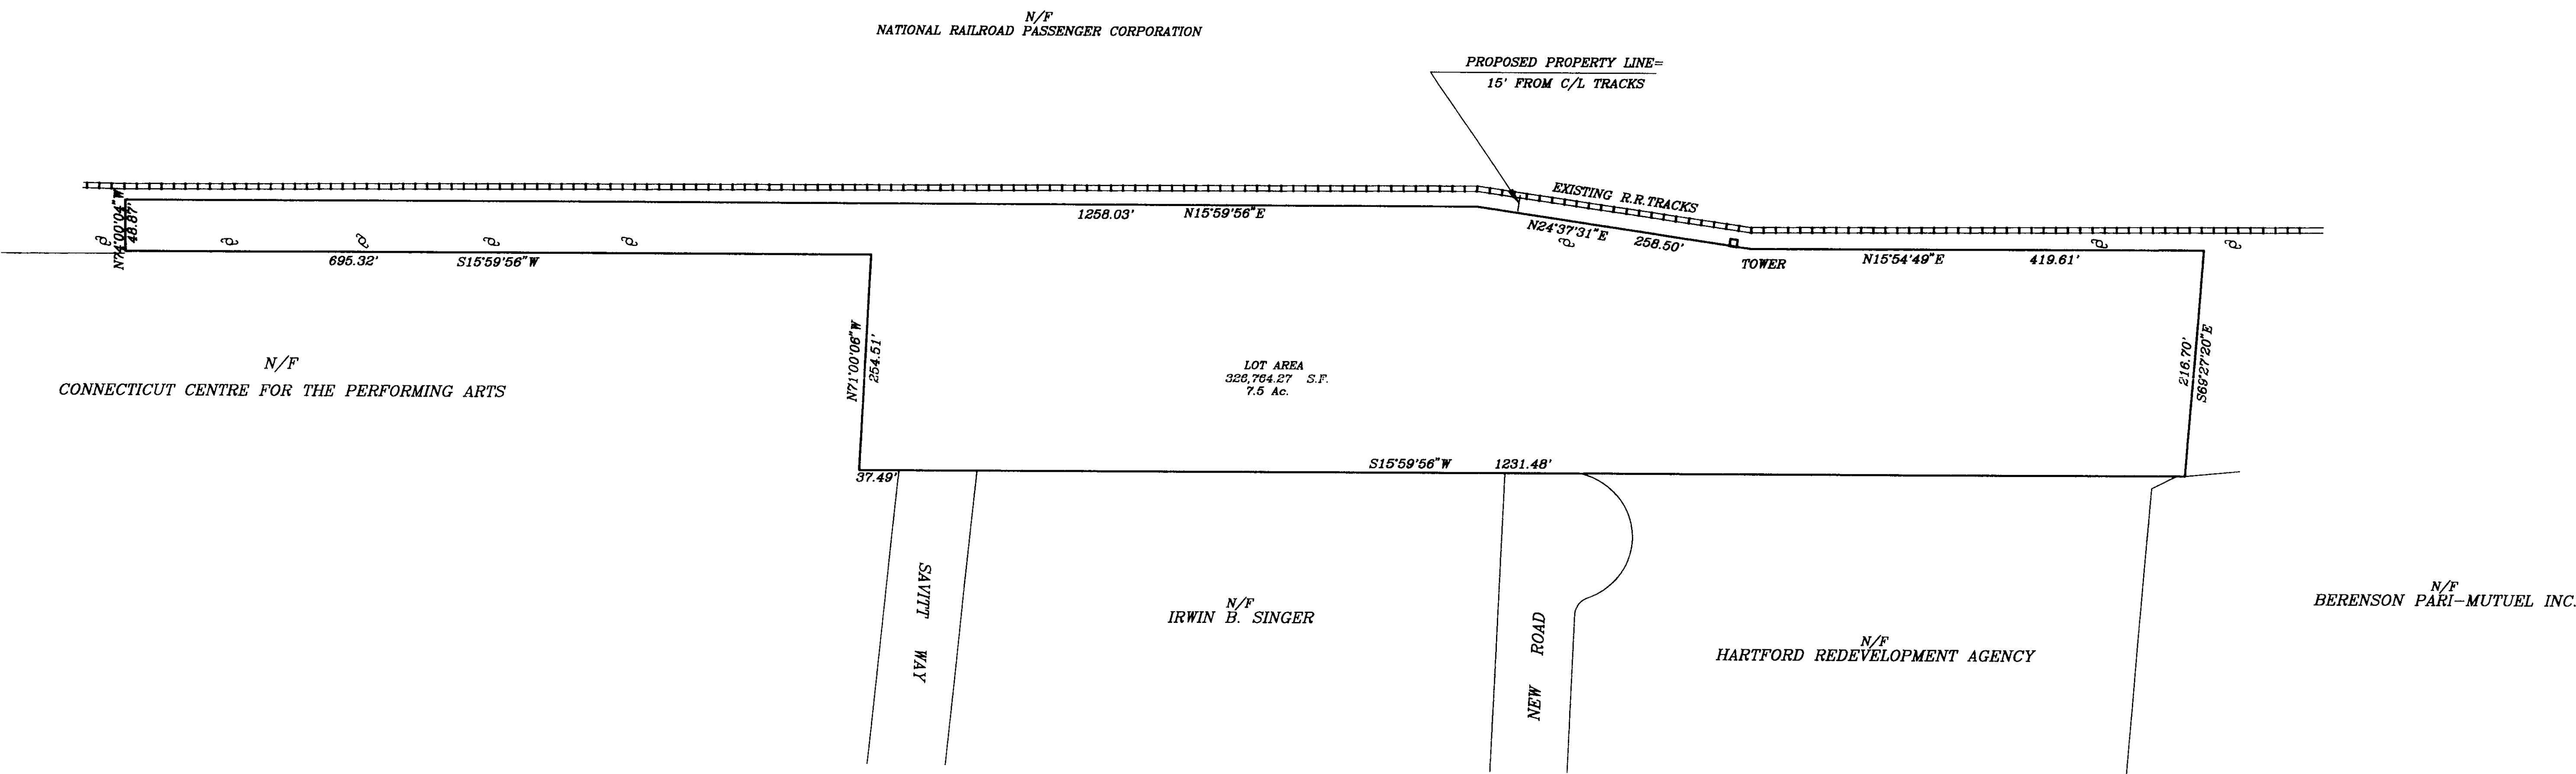 N/F
NATIONAL RAILROAD PASSENGER CORPORATION
PROPOSED PROPERTY LINE=
15' FROM C/L TRACKS
EXISTING R.R.TRACKS
N74°00'04"W
48.87'
1258.03' N15°59'56"E
N24°37'31"E 258.50'
TOWER
N15°54'49"E 419.61'
695.32' S15°59'56"W
N71°00'06"W
254.51'
216.70'
S69°27'20"E
N/F
CONNECTICUT CENTRE FOR THE PERFORMING ARTS
LOT AREA
326,764.27 S.F.
7.5 Ac.
S15°59'56"W 1231.48'
37.49'
SAVITT WAY
N/F
IRWIN B. SINGER
NEW ROAD
N/F
HARTFORD REDEVELOPMENT AGENCY
N/F
BERENSON PARI-MUTUEL INC.